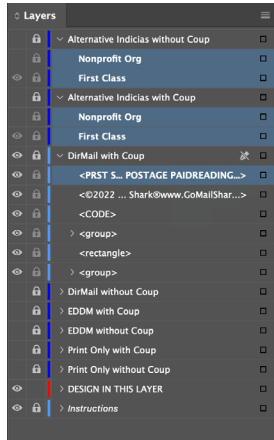 Layers
Alternative Indicias without Coup
Nonprofit Org
First Class
Alternative Indicias with Coup
Nonprofit Org
First Class
DirMail with Coup
<PRST S... POSTAGE PAIDREADING...>
<©2022 ... Shark®www.GoMailShar...>
<CODE>
<group>
<rectangle>
<group>
DirMail without Coup
EDDM with Coup
EDDM without Coup
Print Only with Coup
Print Only without Coup
DESIGN IN THIS LAYER
Instructions